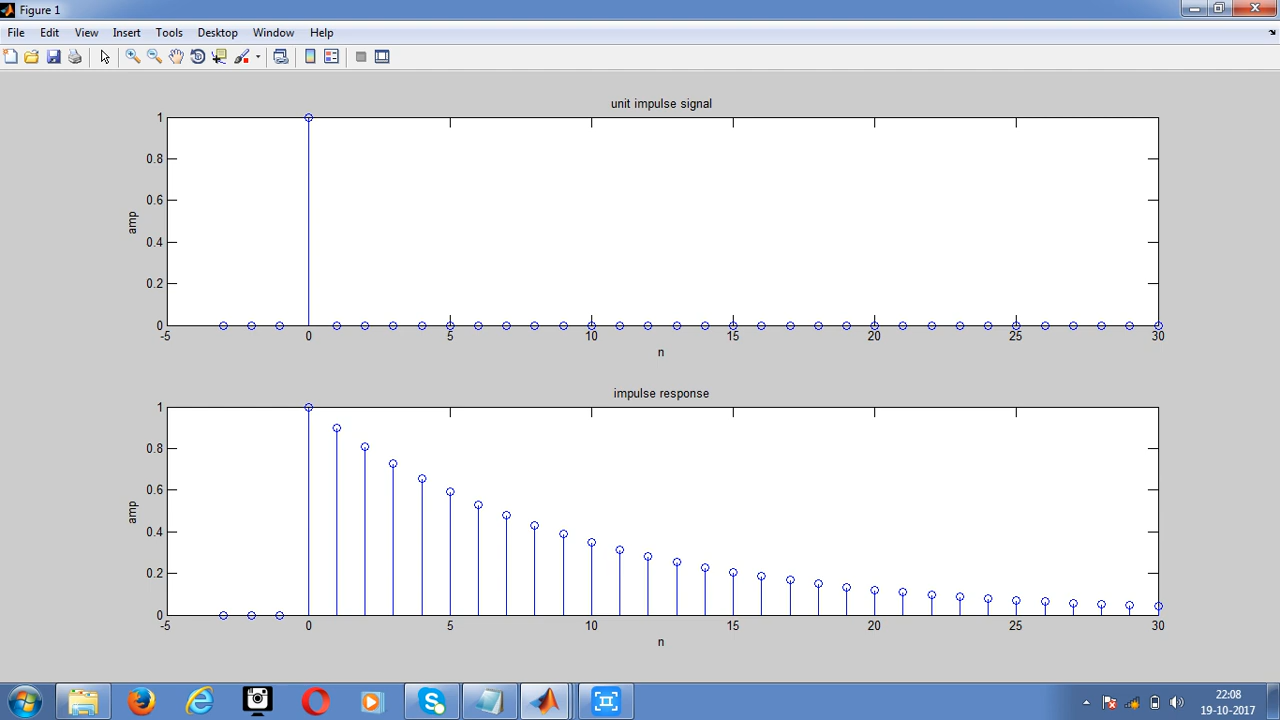 Figure 1
File Edit View Insert Tools Desktop Window Help
unit impulse signal
1
0.8
0.6
0.4
0.2
0
amp
-5 0 5 10 15 20 25 30
n
impulse response
1
0.8
0.6
0.4
0.2
0
amp
-5 0 5 10 15 20 25 30
n
22:08
19-10-2017